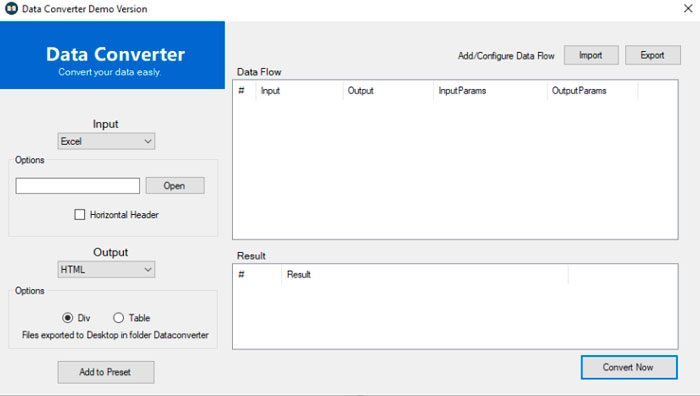 Data Converter Demo Version
Data Converter
Convert your data easily.
Input
Excel
Options
Open
Horizontal Header
Output
HTML
Options
Div Table
Files exported to Desktop in folder Dataconverter
Add to Preset
Add/Configure Data Flow Import Export
Data Flow
# Input Output InputParams OutputParams
Result
# Result
Convert Now